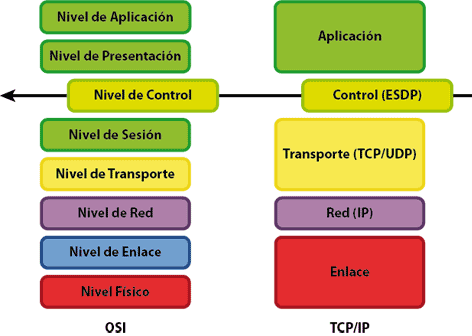 Nivel de Aplicación
Nivel de Presentación
Nivel de Control
Nivel de Sesión
Nivel de Transporte
Nivel de Red
Nivel de Enlace
Nivel Físico
OSI
Aplicación
Control (ESDP)
Transporte (TCP/UDP)
Red (IP)
Enlace
TCP/IP